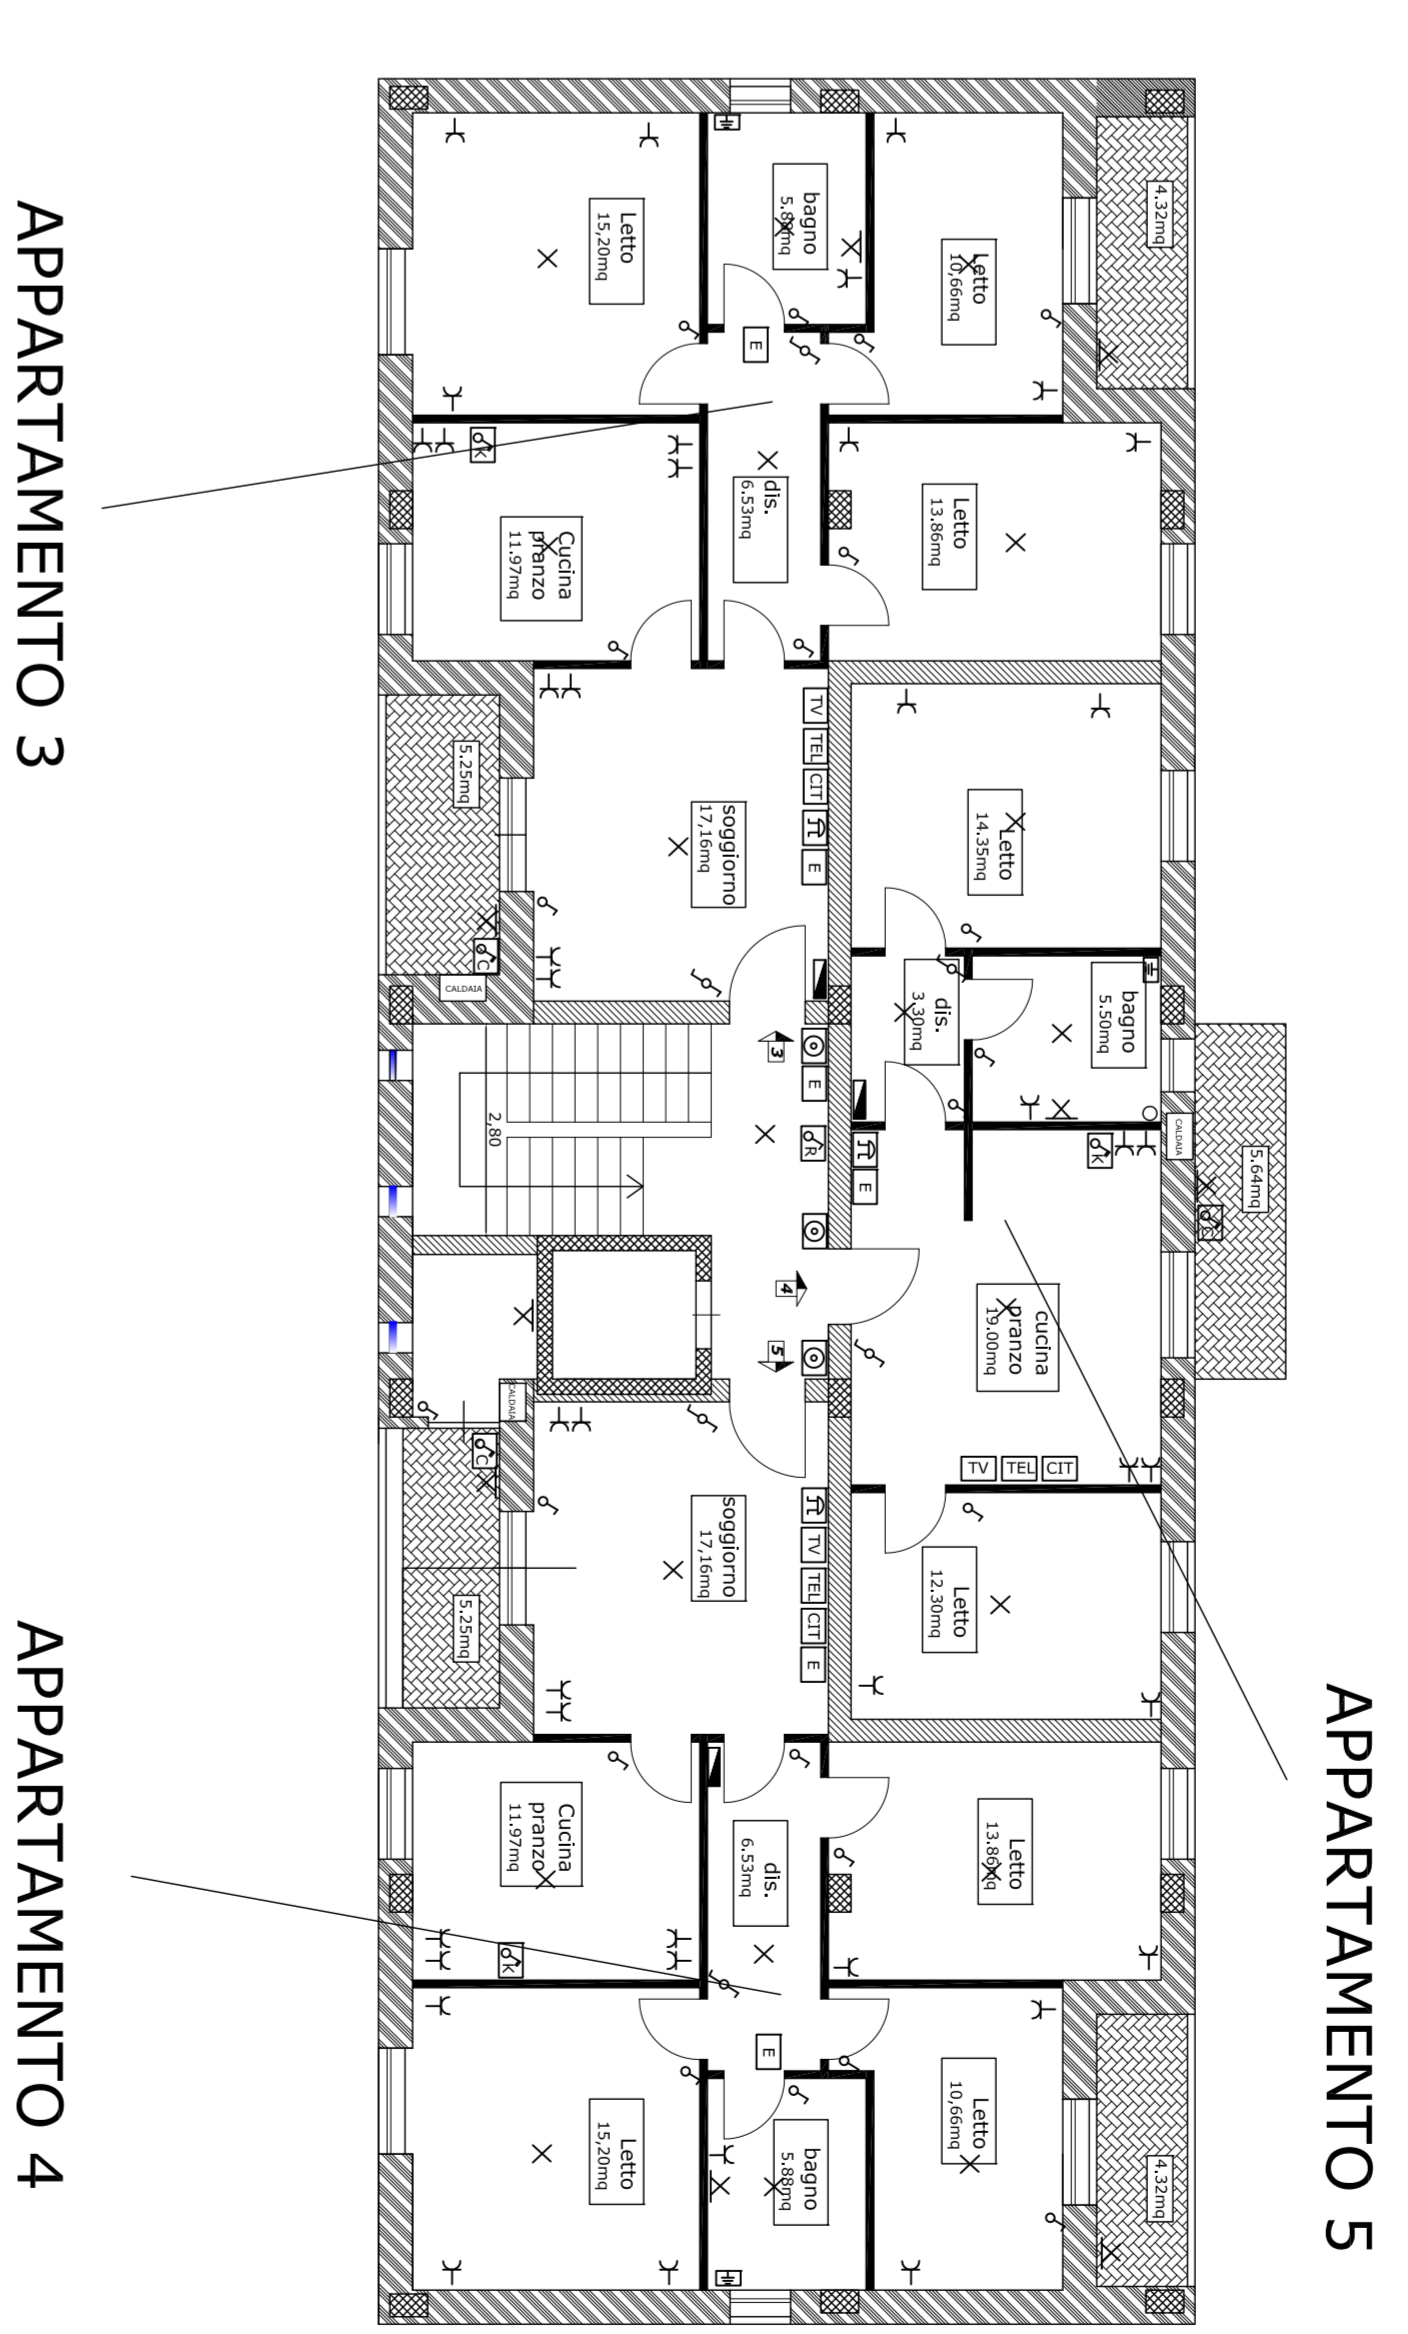 APPARTAMENTO 3
APPARTAMENTO 4
APPARTAMENTO 5
4.32mq
Letto
10,66mq
bagno
Letto
15,20mq
E
dis.
6.53mq
Letto
13.86mq
Cucina
pranzo
11.97mq
K
TV
TEL
CIT
E
soggiorno
17,16mq
5.25mq
C
CALDAIA
Letto
14.35mq
bagno
5.50mq
dis.
3.30mq
CALDAIA
5.64mq
C
K
E
3
E
R
4
5
2,80
cucina
pranzo
19.00mq
TV
TEL
CIT
Letto
12.30mq
CALDAIA
C
5.25mq
soggiorno
17,16mq
TV
TEL
CIT
E
Cucina
pranzo
11.97mq
K
dis.
6.53mq
Letto
13.86mq
E
Letto
15,20mq
bagno
5.88mq
Letto
10,66mq
4.32mq